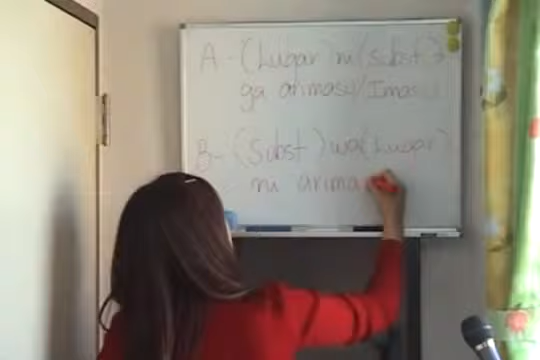 A - (Lugar) ni (subst)
ga arimasu/Imasu
B - (Subst) wa (Lugar)
ni arima